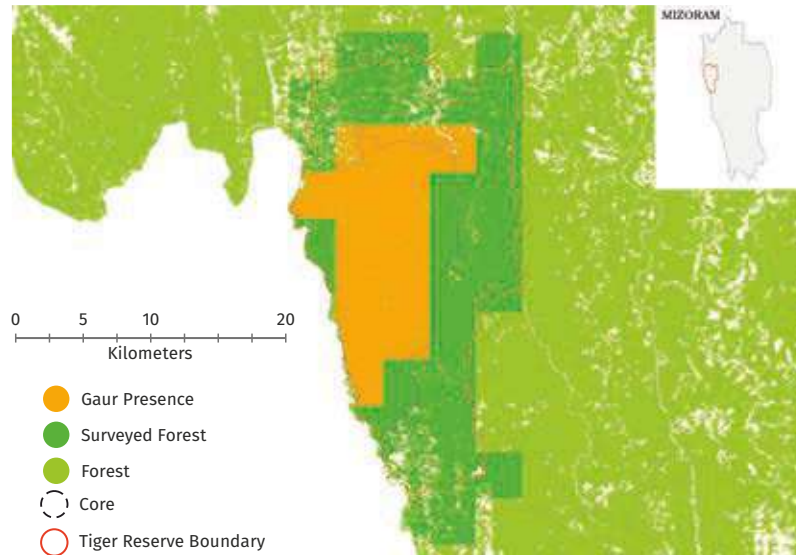 MIZORAM
0 5 10 20
Kilometers
Gaur Presence
Surveyed Forest
Forest
Core
Tiger Reserve Boundary